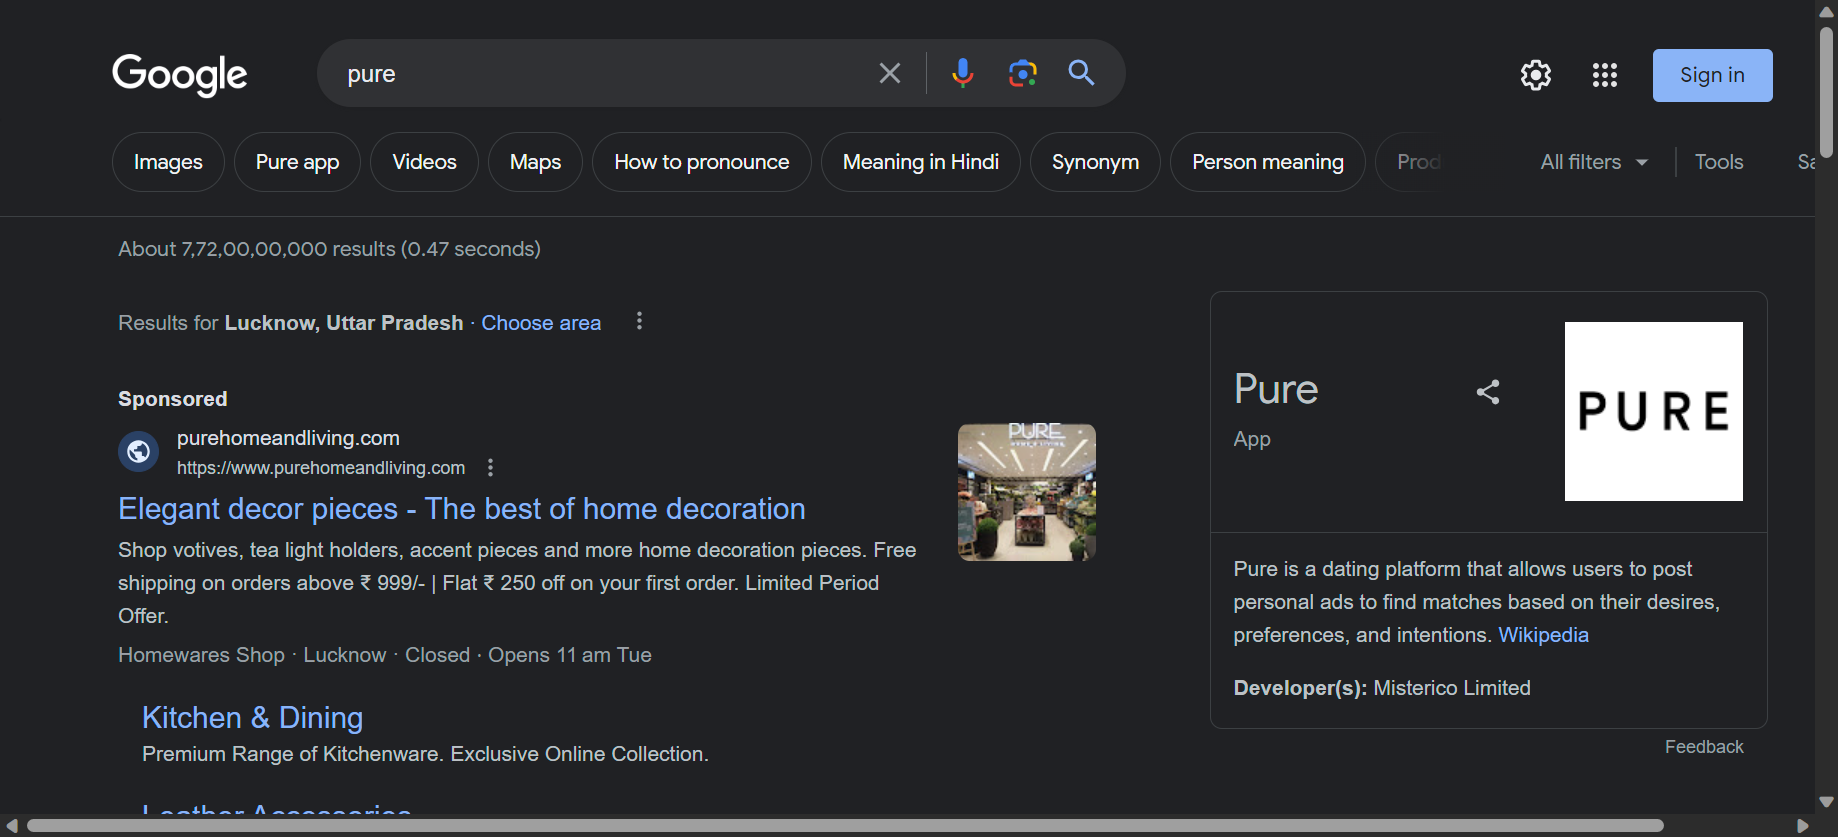 Google
pure
Sign in
Images
Pure app
Videos
Maps
How to pronounce
Meaning in Hindi
Synonym
Person meaning
Prod
All filters
Tools
About 7,72,00,00,000 results (0.47 seconds)
Results for Lucknow, Uttar Pradesh · Choose area
Sponsored
purehomeandliving.com
https://www.purehomeandliving.com
Elegant decor pieces - The best of home decoration
Shop votives, tea light holders, accent pieces and more home decoration pieces. Free
shipping on orders above ₹ 999/- | Flat ₹ 250 off on your first order. Limited Period
Offer.
Homewares Shop · Lucknow · Closed · Opens 11 am Tue
PURE
Kitchen & Dining
Premium Range of Kitchenware. Exclusive Online Collection.
Leather Accessories
Pure
App
PURE
Pure is a dating platform that allows users to post
personal ads to find matches based on their desires,
preferences, and intentions. Wikipedia
Developer(s): Misterico Limited
Feedback